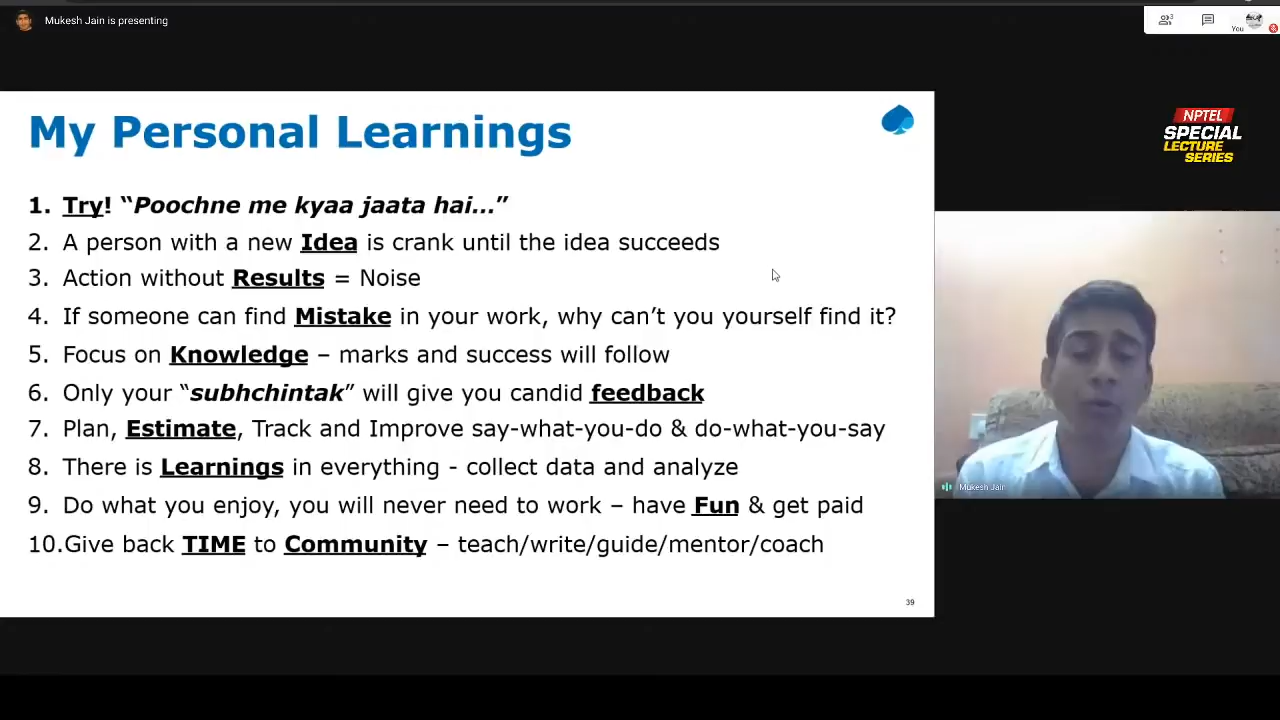 Mukesh Jain is presenting
3
You
My Personal Learnings
NPTEL
SPECIAL
LECTURE
SERIES
1. Try! “Poochne me kyaa jaata hai...”
2. A person with a new Idea is crank until the idea succeeds
3. Action without Results = Noise
4. If someone can find Mistake in your work, why can’t you yourself find it?
5. Focus on Knowledge – marks and success will follow
6. Only your “subhchintak” will give you candid feedback
7. Plan, Estimate, Track and Improve say-what-you-do & do-what-you-say
8. There is Learnings in everything - collect data and analyze
9. Do what you enjoy, you will never need to work – have Fun & get paid
10.Give back TIME to Community – teach/write/guide/mentor/coach
Mukesh Jain
39